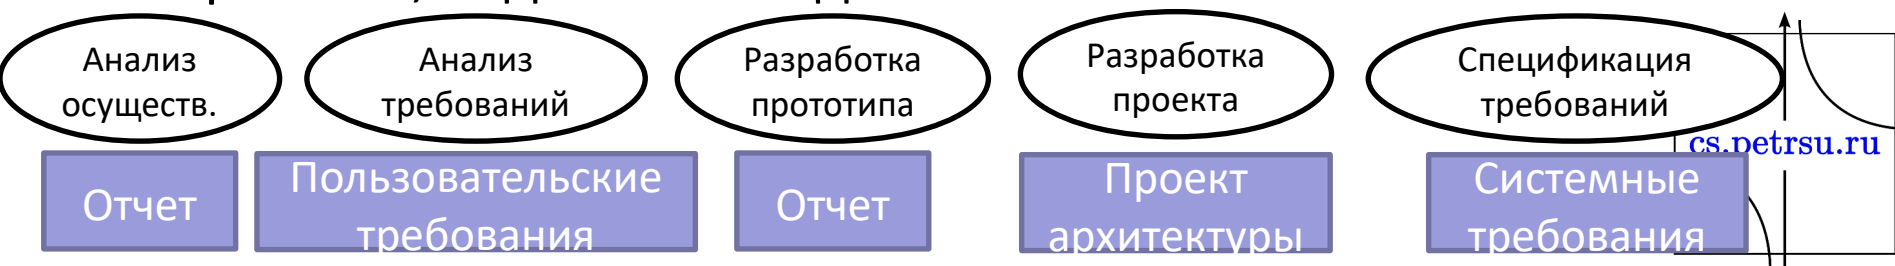 Анализ
осуществ.
Анализ
требований
Разработка
прототипа
Разработка
проекта
Спецификация
требований
cs.petrsu.ru
Отчет
Пользовательские
требования
Отчет
Проект
архитектуры
Системные
требования